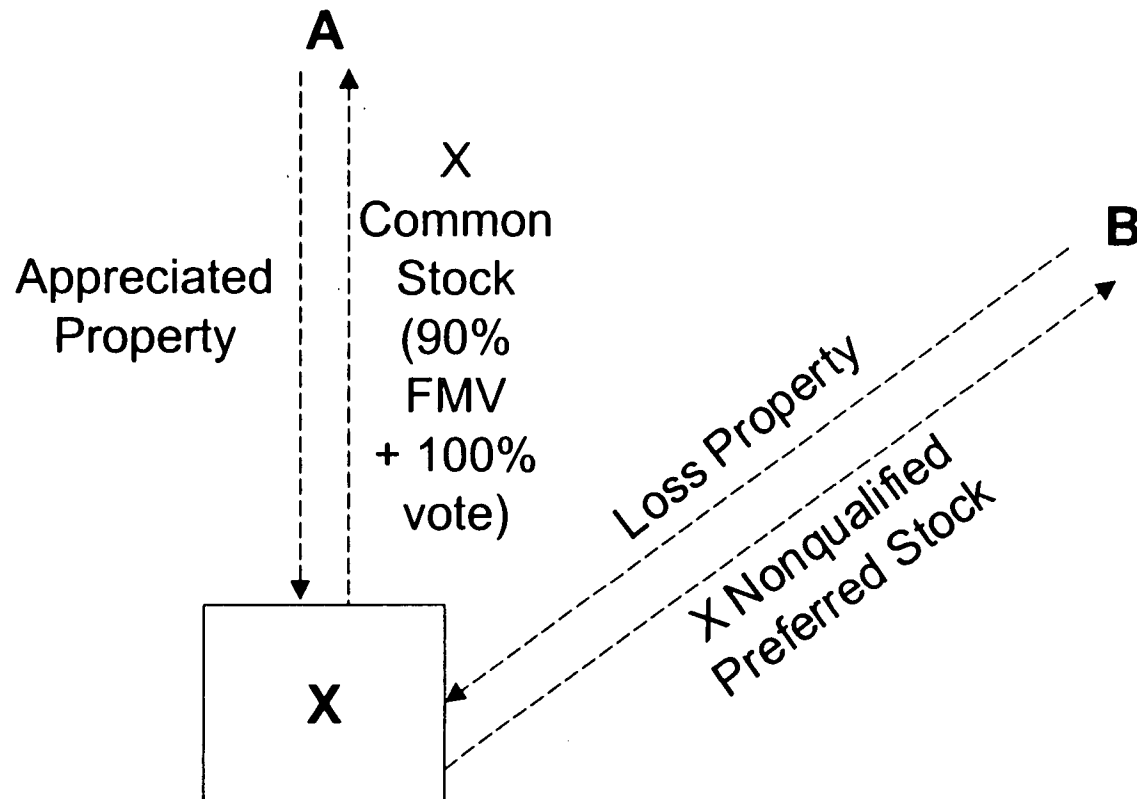 A
X
Common
Stock
(90%
FMV
+ 100%
vote)
Appreciated
Property
B
Loss Property
X Nonqualified
Preferred Stock
X